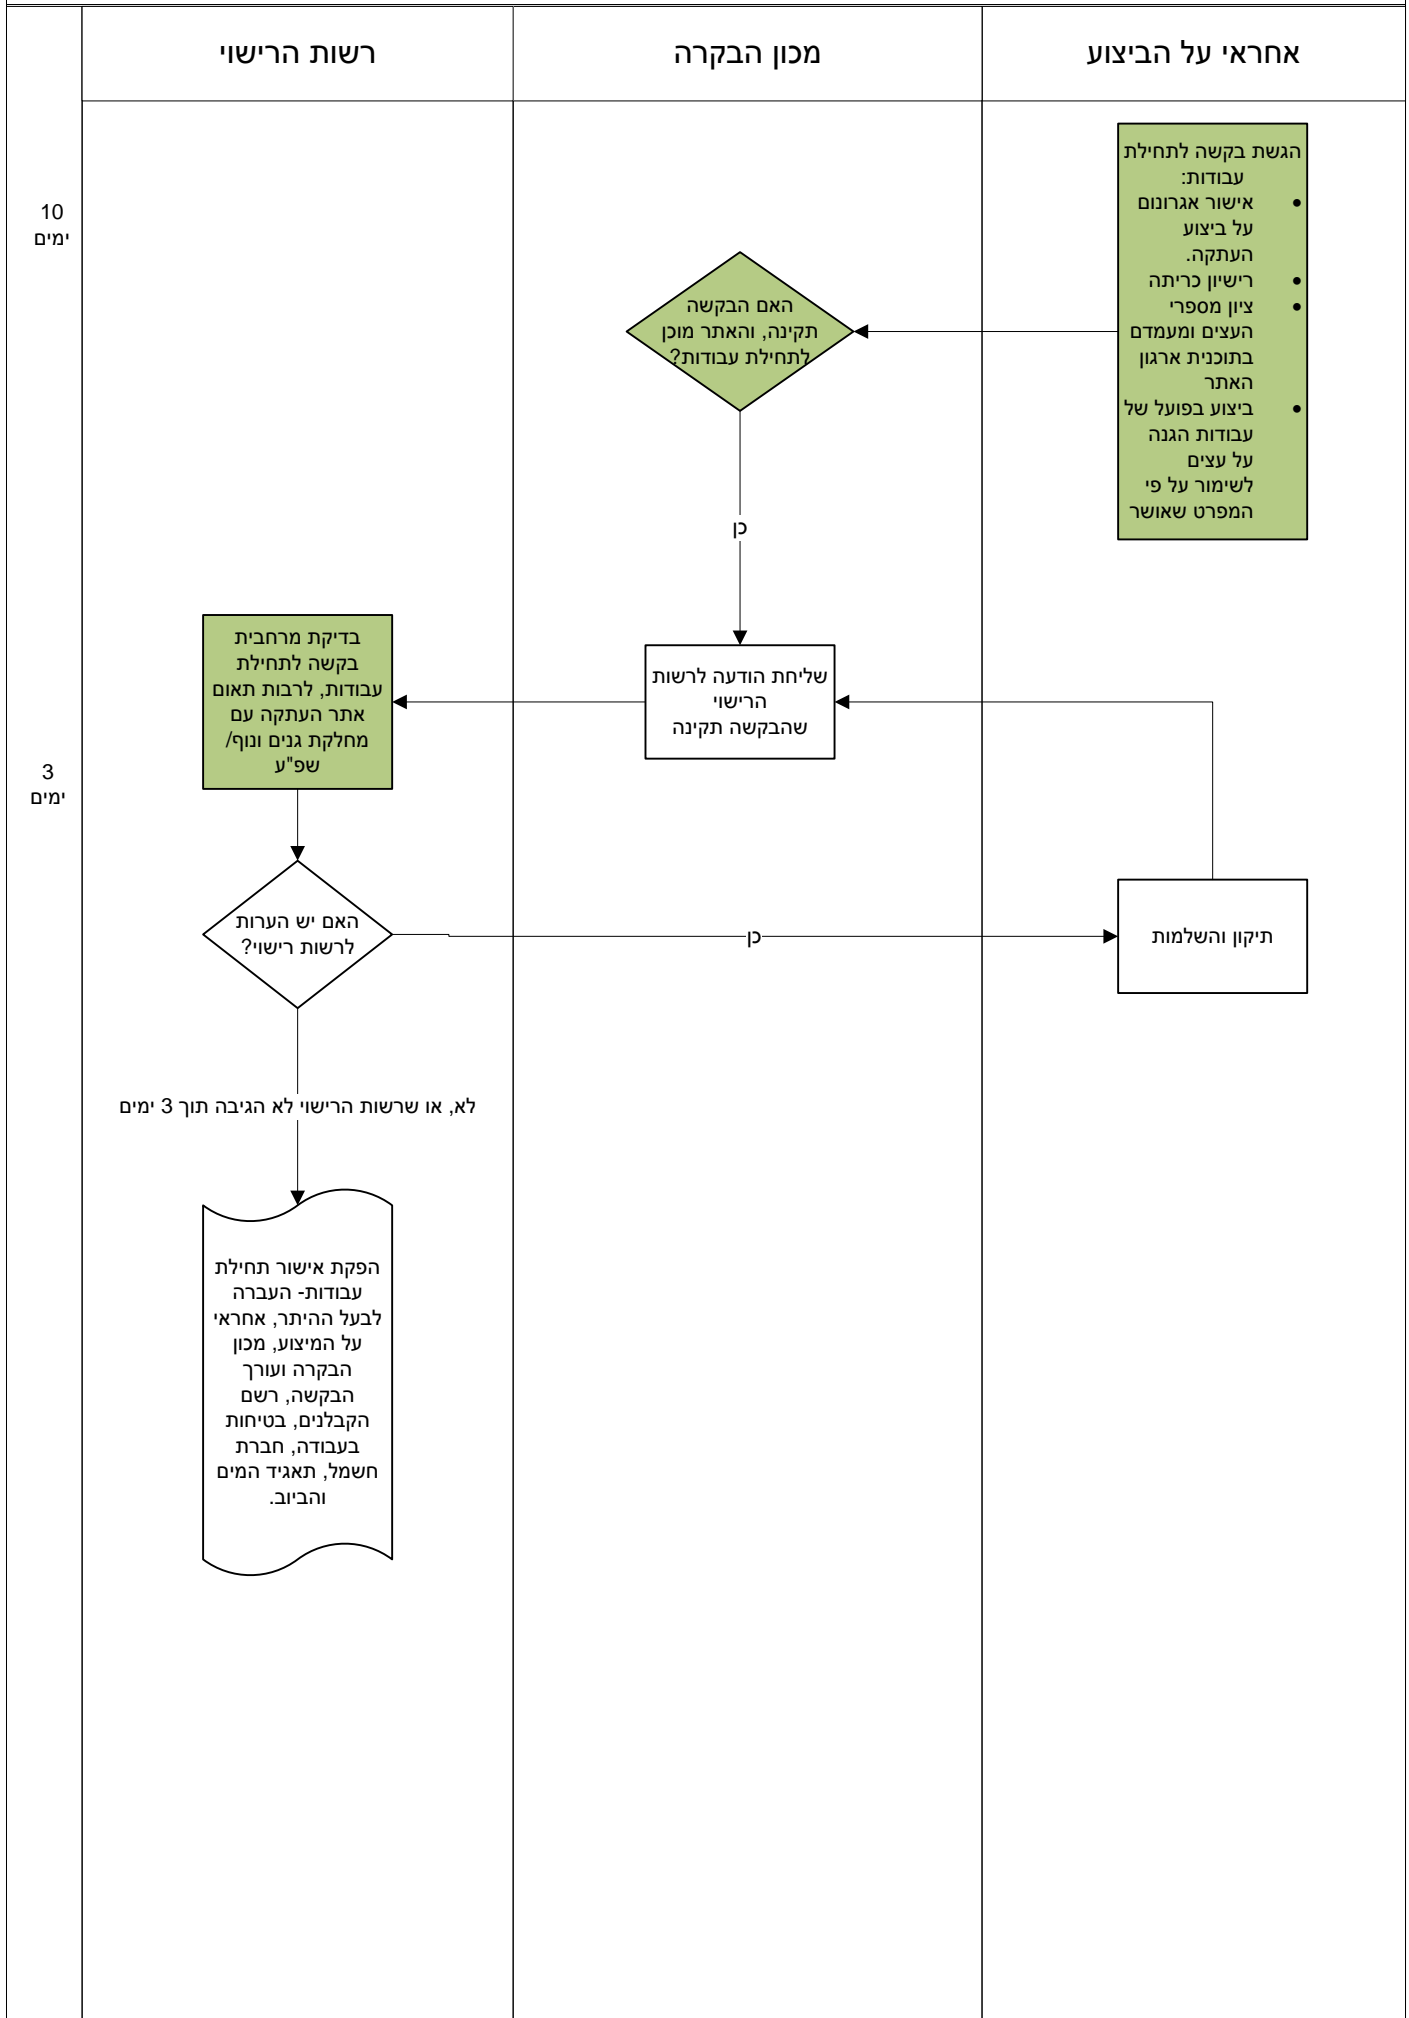 אחראי על הביצוע
מכון הבקרה
רשות הרישוי
הגשת בקשה לתחילת
עבודות:
• אישור אגרונום
על ביצוע
העתקה.
• רישיון כריתה
• ציון מספרי
העצים ומעמדם
בתוכנית ארגון
האתר
• ביצוע בפועל של
עבודות הגנה
על עצים
לשימור על פי
המפרט שאושר
10
ימים
האם הבקשה
תקינה, והאתר מוכן
לתחילת עבודות?
כן
שליחת הודעה לרשות
הרישוי
שהבקשה תקינה
בדיקת מרחבית
בקשה לתחילת
עבודות, לרבות תאום
אתר העתקה עם
מחלקת גנים ונוף/
שפ"ע
3
ימים
האם יש הערות
לרשות רישוי?
כן
תיקון והשלמות
לא, או שרשות הרישוי לא הגיבה תוך 3 ימים
הפקת אישור תחילת
עבודות- העברה
לבעל ההיתר, אחראי
על המיצוע, מכון
הבקרה ועורך
הבקשה, רשם
הקבלנים, בטיחות
בעבודה, חברת
חשמל, תאגיד המים
והביוב.